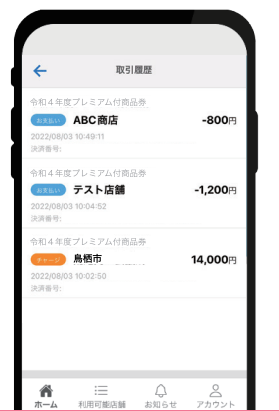 取引履歴
令和4年度プレミアム付商品券
お支払い ABC商店 -800円
2022/08/03 10:49:11
決済番号:
令和4年度プレミアム付商品券
お支払い テスト店舗 -1,200円
2022/08/03 10:04:52
決済番号:
令和4年度プレミアム付商品券
チャージ 鳥栖市 14,000円
2022/08/03 10:02:50
決済番号:
ホーム 利用可能店舗 お知らせ アカウント